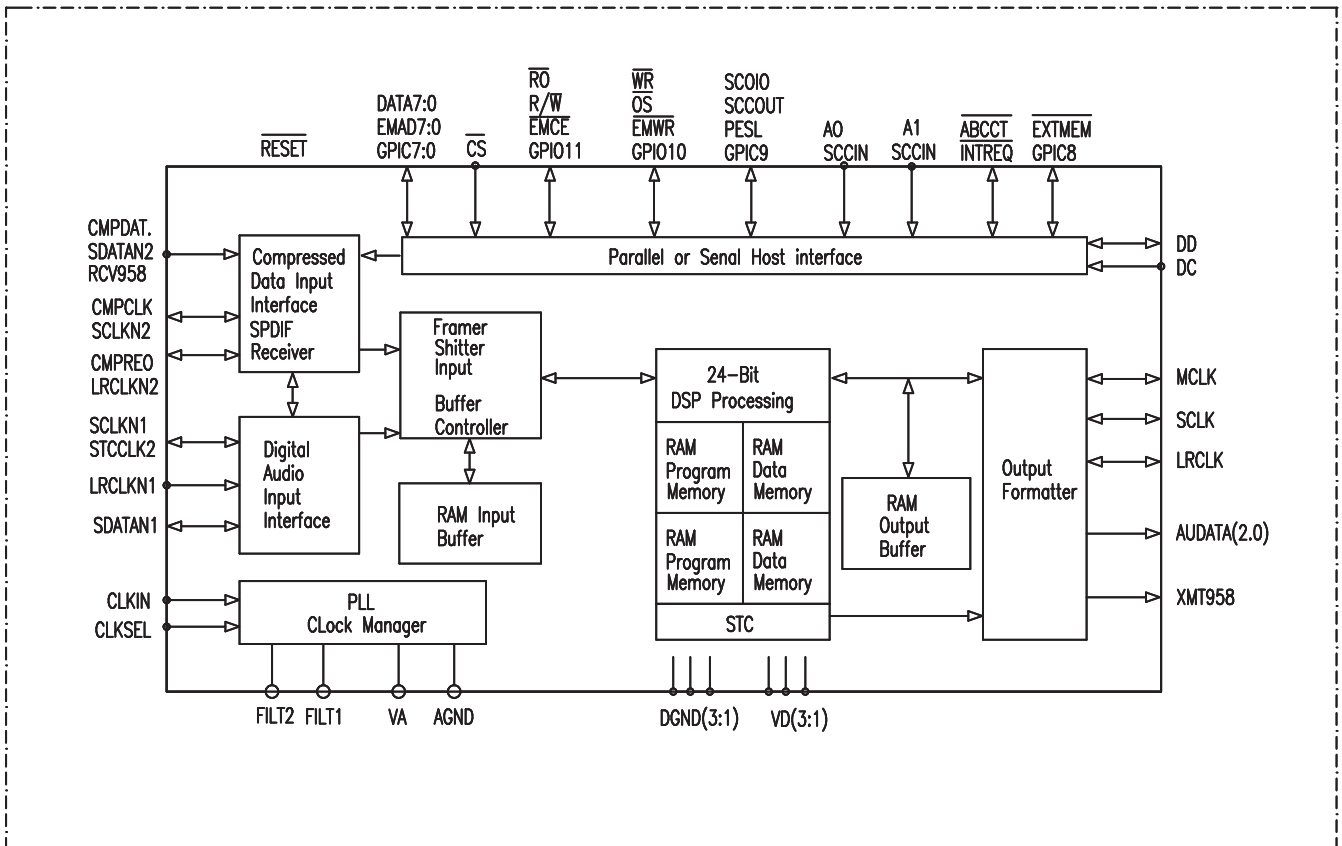 RESET
DATA7:0
EMAD7:0
GPIC7:0
CS
RO
R/W
EMCE
GPIO11
WR
OS
EMWR
GPIO10
SCOIO
SCCOUT
PESL
GPIC9
A0
SCCIN
A1
SCCIN
ABCCT
INTREQ
EXTMEM
GPIC8
CMPDAT.
SDATAN2
RCV958
CMPCLK
SCLKN2
CMPREO
LRCLKN2
SCLKN1
STCCLK2
LRCLKN1
SDATAN1
CLKIN
CLKSEL
Compressed
Data Input
Interface
SPDIF
Receiver
Parallel or Senal Host interface
DD
DC
Framer
Shitter
Input
Buffer
Controller
Digital
Audio
Input
Interface
RAM Input
Buffer
24-Bit
DSP Processing
RAM
Program
Memory
RAM
Data
Memory
RAM
Program
Memory
RAM
Data
Memory
STC
RAM
Output
Buffer
Output
Formatter
MCLK
SCLK
LRCLK
AUDATA(2.0)
XMT958
PLL
CLock Manager
FILT2
FILT1
VA
AGND
DGND(3:1)
VD(3:1)